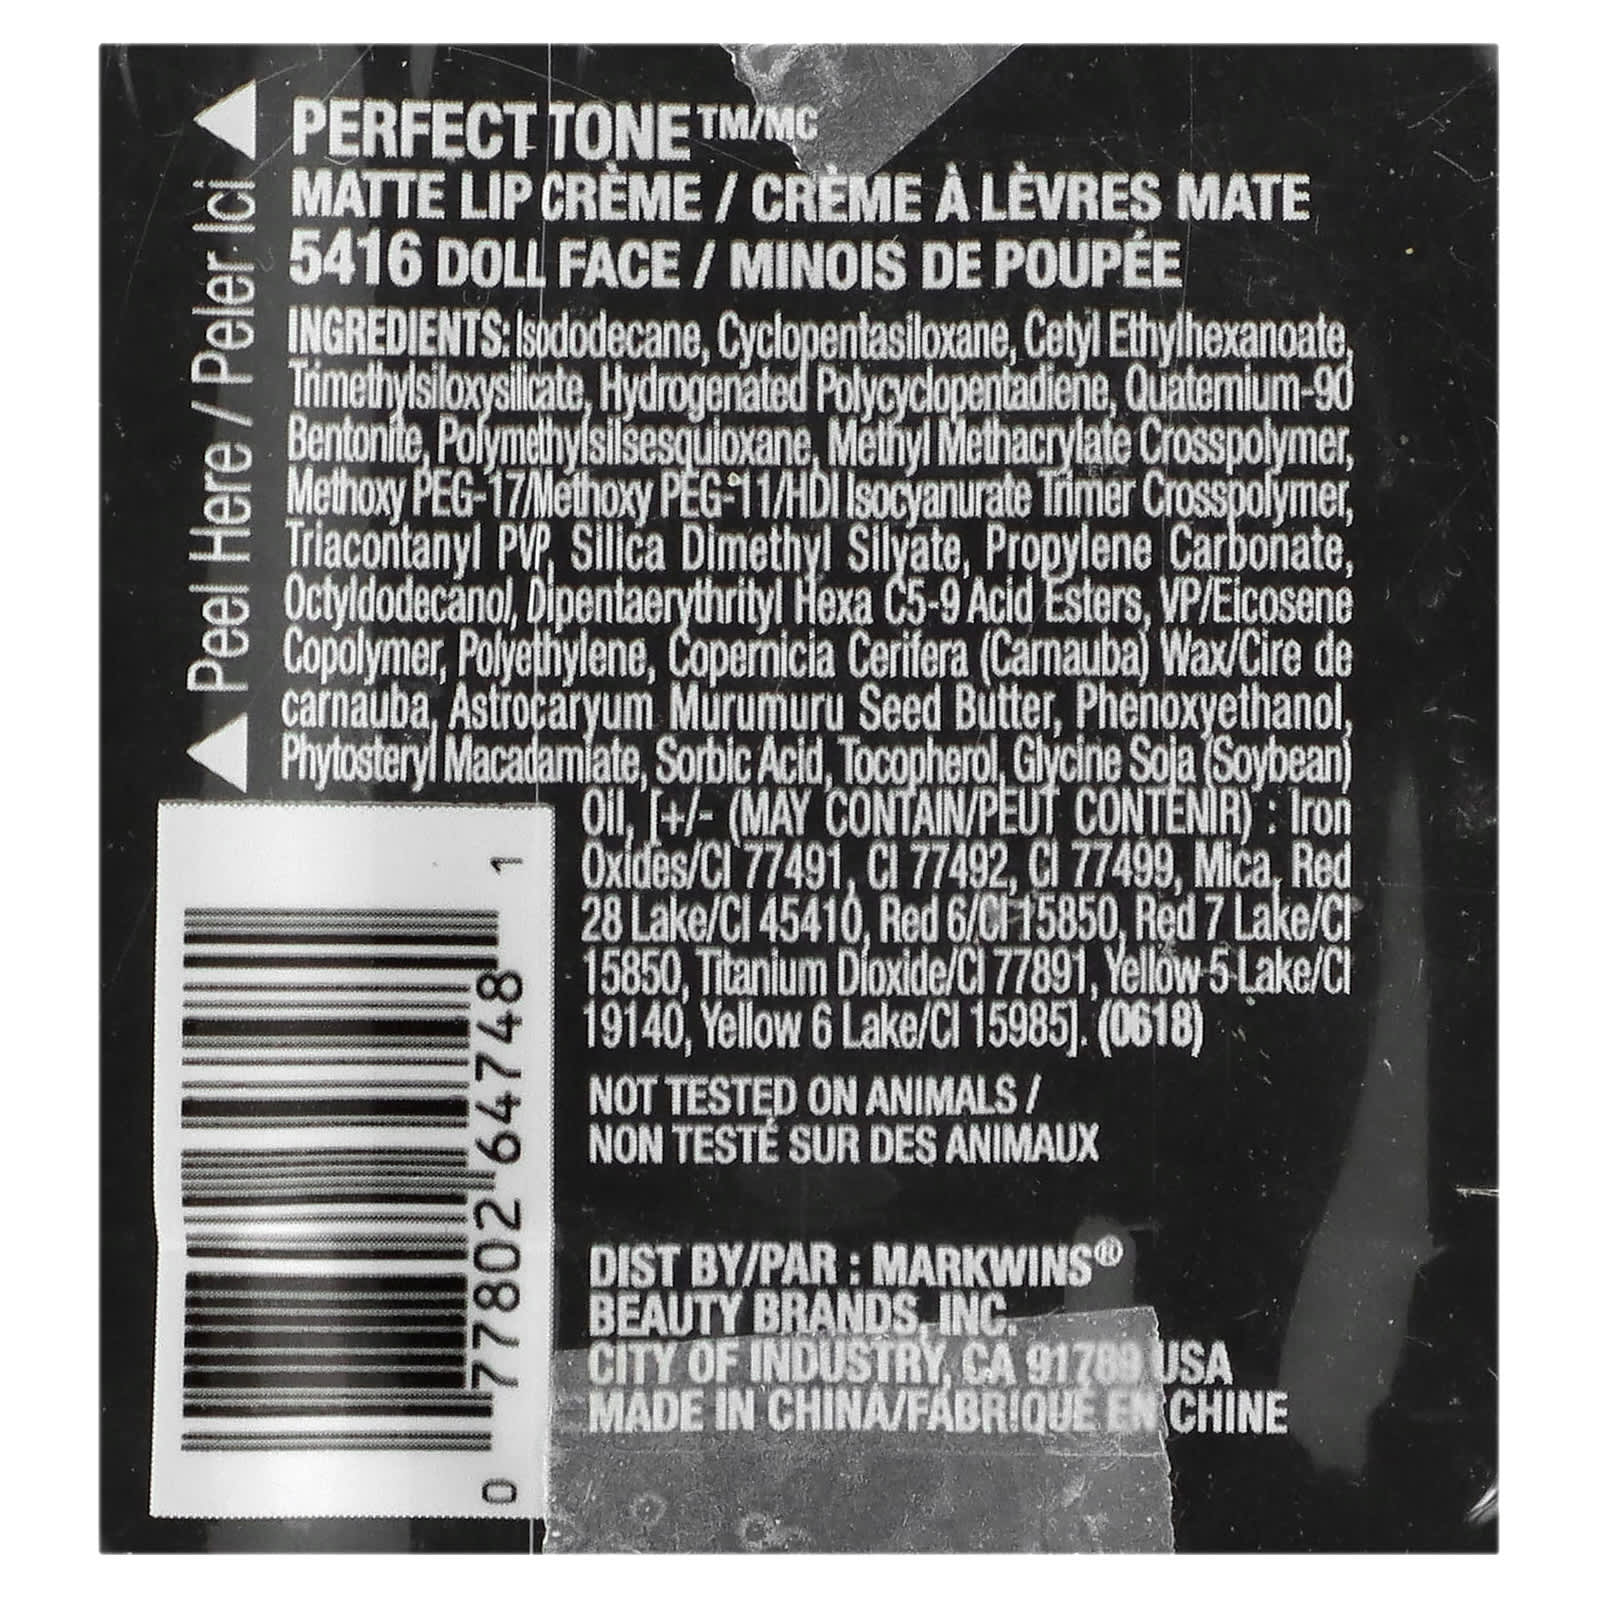 PERFECT TONE™/MC
MATTE LIP CRÈME / CRÈME À LÈVRES MATE
5416 DOLL FACE / MINOIS DE POUPÉE
INGREDIENTS: Isododecane, Cyclopentasiloxane, Cetyl Ethylhexanoate,
Trimethylsiloxysilicate, Hydrogenated Polycyclopentadiene, Quaternium-90
Bentonite, Polymethylsilsesquioxane, Methyl Methacrylate Crosspolymer,
Methoxy PEG-17/Methoxy PEG-11/HDI Isocyanurate Trimer Crosspolymer,
Triacontanyl PVP, Silica Dimethyl Silyate, Propylene Carbonate,
Octyldodecanol, Dipentaerythrityl Hexa C5-9 Acid Esters, VP/Eicosene
Copolymer, Polyethylene, Copernicia Cerifera (Carnauba) Wax/Cire de
carnauba, Astrocaryum Murumuru Seed Butter, Phenoxyethanol,
Phytosteryl Macadamiate, Sorbic Acid, Tocopherol, Glycine Soja (Soybean)
Oil, [+/- (MAY CONTAIN/PEUT CONTENIR) : Iron
Oxides/CI 77491, CI 77492, CI 77499, Mica, Red
28 Lake/CI 45410, Red 6/CI 15850, Red 7 Lake/CI
15850, Titanium Dioxide/CI 77891, Yellow 5 Lake/CI
19140, Yellow 6 Lake/CI 15985]. (0618)
NOT TESTED ON ANIMALS /
NON TESTÉ SUR DES ANIMAUX
DIST BY/PAR : MARKWINS®
BEAUTY BRANDS, INC.
CITY OF INDUSTRY, CA 91789 USA
MADE IN CHINA/FABRIQUÉ EN CHINE
Peel Here / Peler Ici
0 77802 64748 1